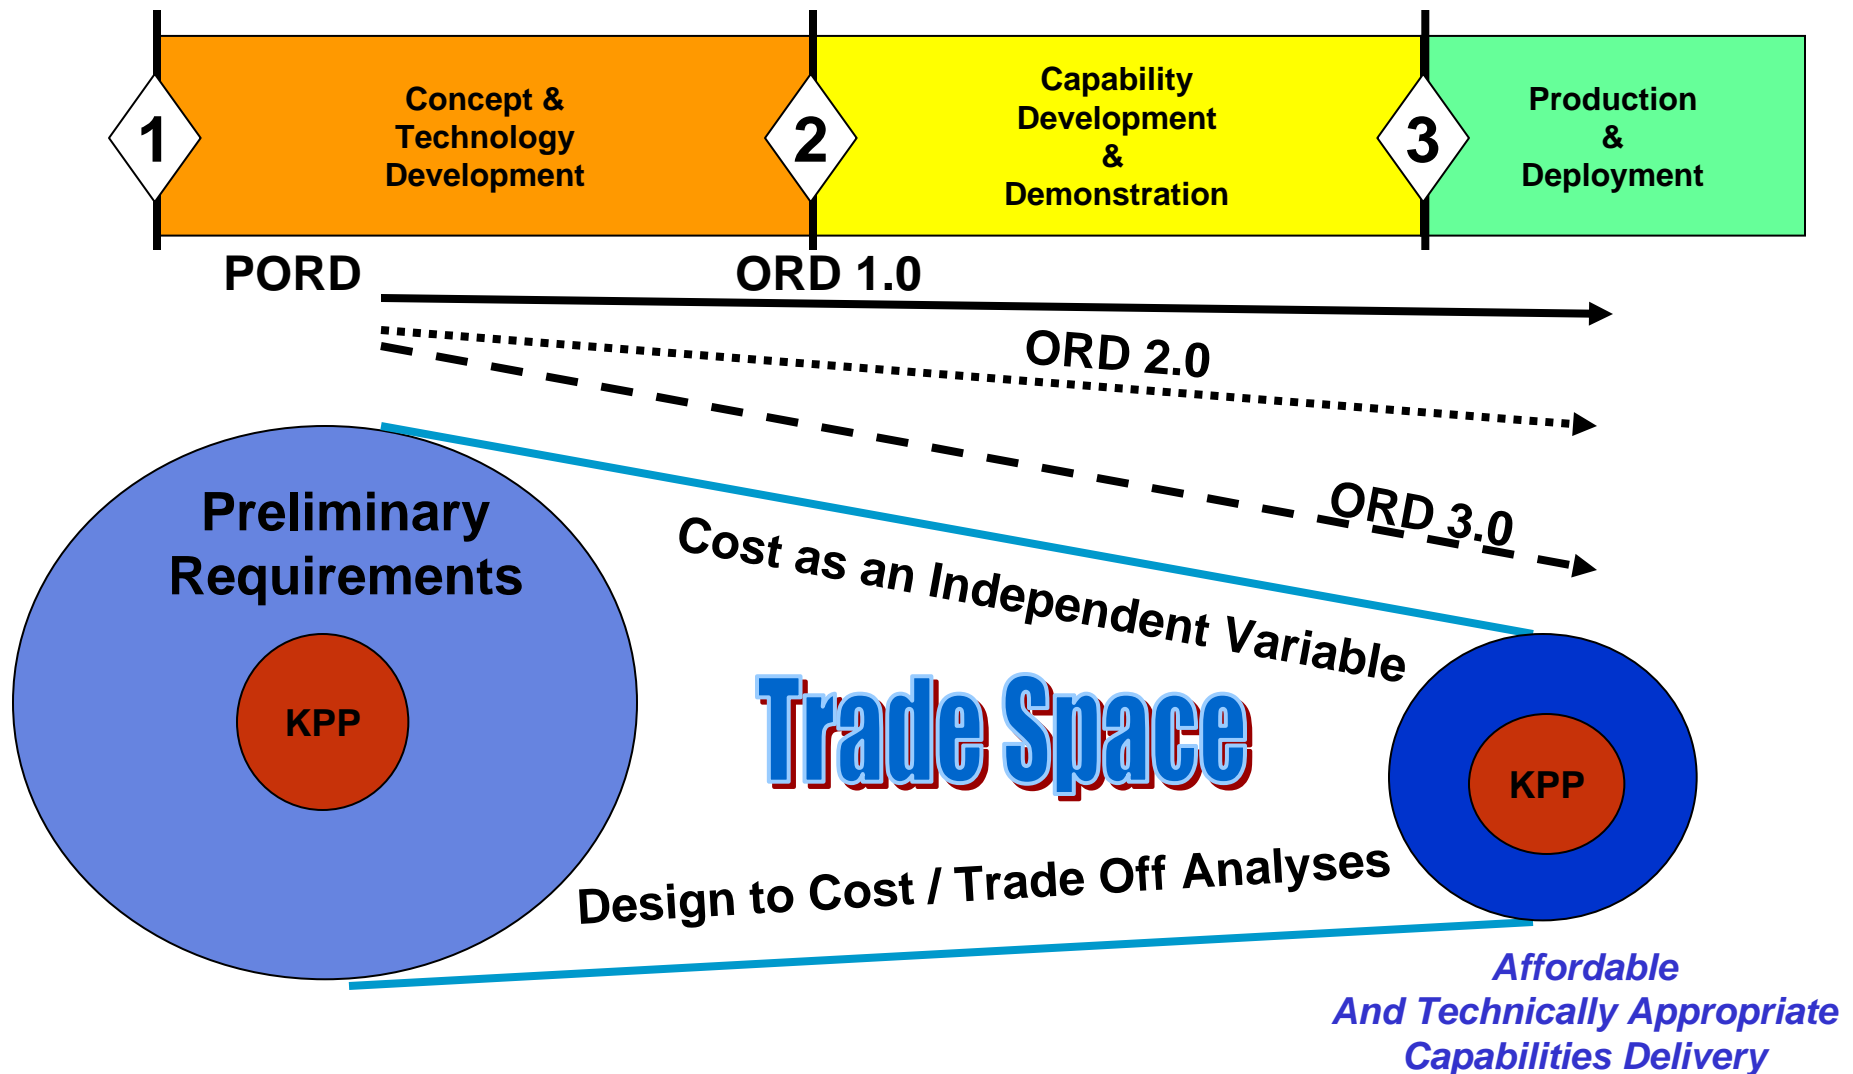 1
Concept &
Technology
Development
2
Capability
Development
&
Demonstration
3
Production
&
Deployment
PORD
ORD 1.0
ORD 2.0
ORD 3.0
Preliminary
Requirements
KPP
Cost as an Independent Variable
Trade Space
KPP
Design to Cost / Trade Off Analyses
Affordable
And Technically Appropriate
Capabilities Delivery